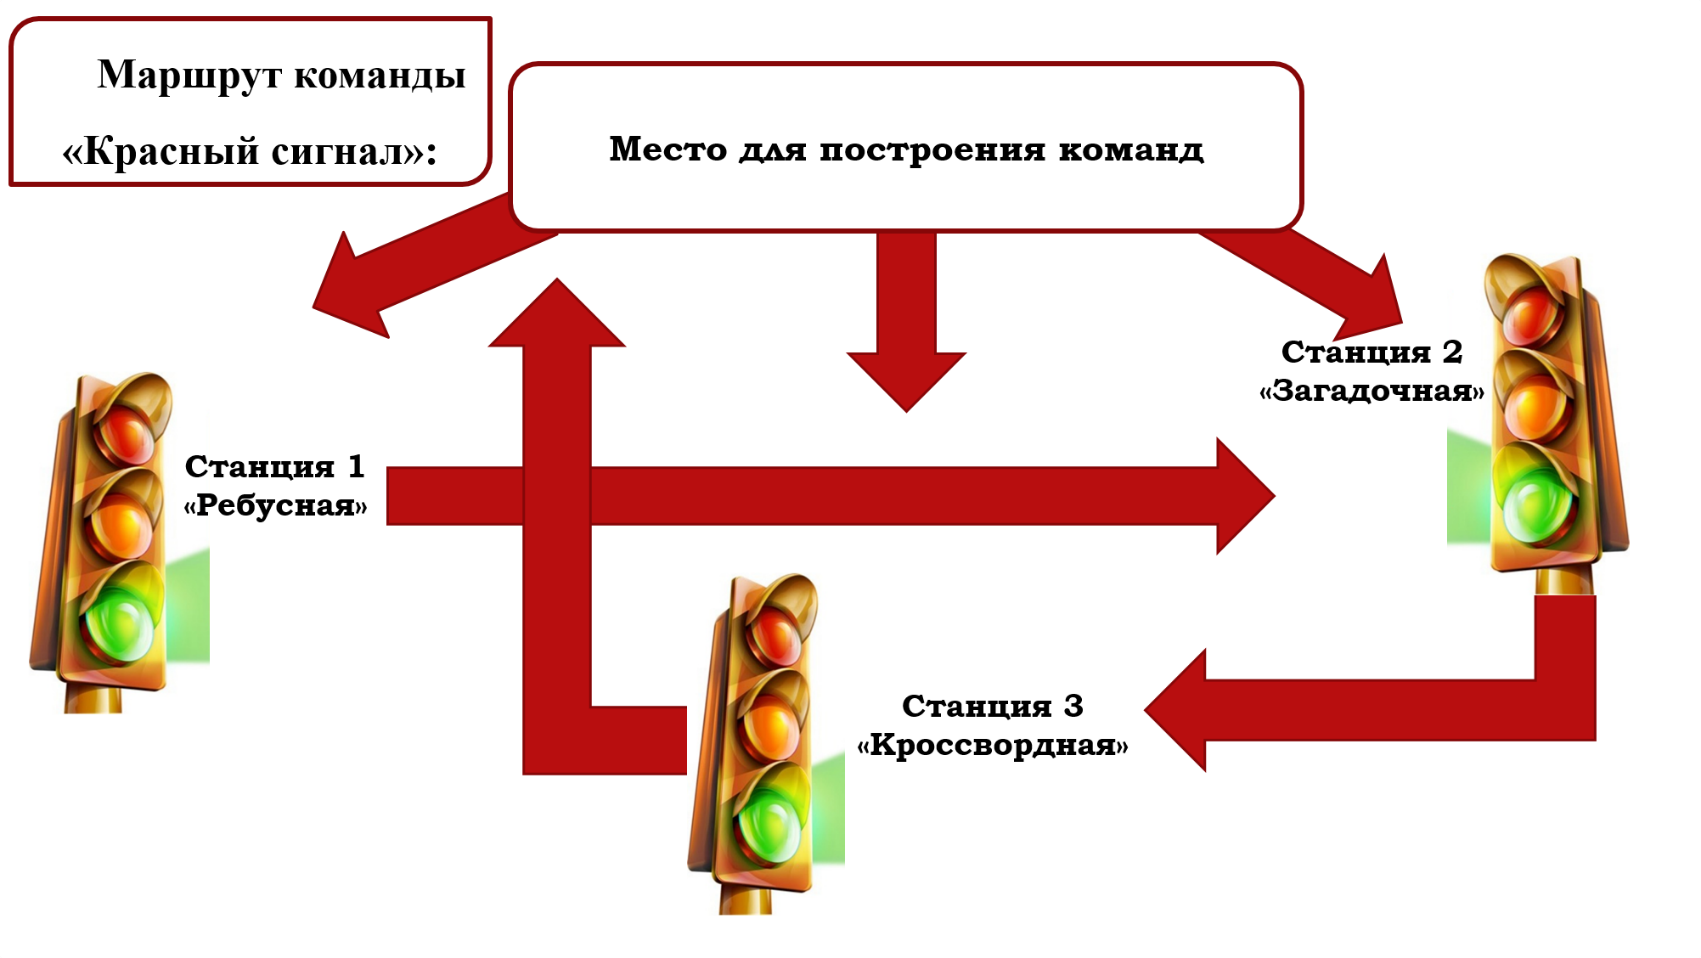 Маршрут команды
«Красный сигнал»:
Место для построения команд
Станция 2
«Загадочная»
Станция 1
«Ребусная»
Станция 3
«Кроссвордная»